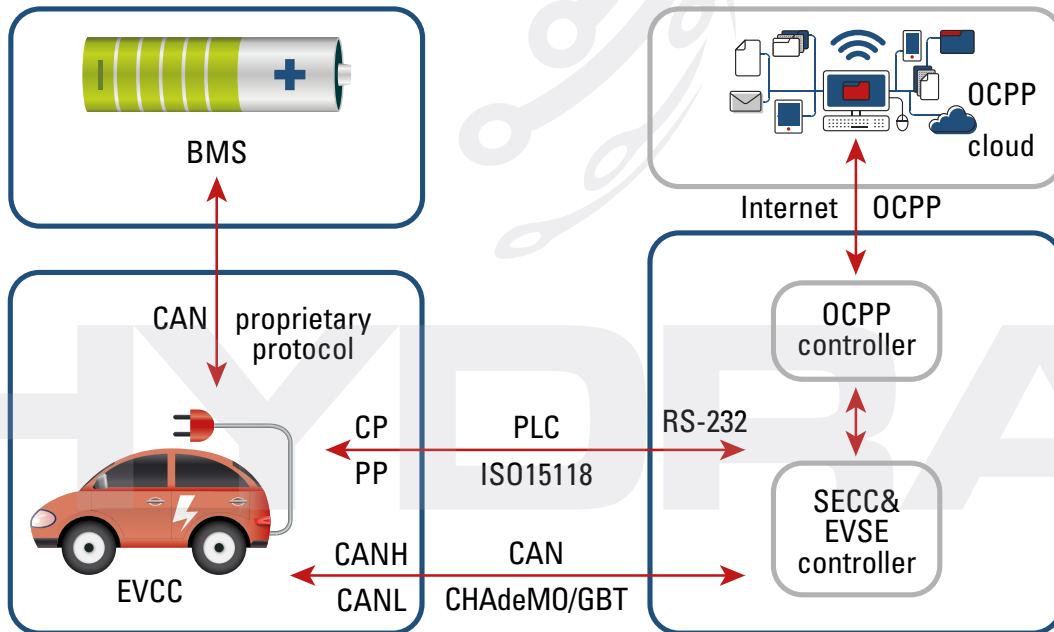 BMS
OCPP
cloud
Internet OCPP
CAN proprietary
protocol
OCPP
controller
RS-232
CP PLC
PP ISO15118
SECC&
EVSE
controller
CANH CAN
CANL CHAdeMO/GBT
EVCC
HYDRA